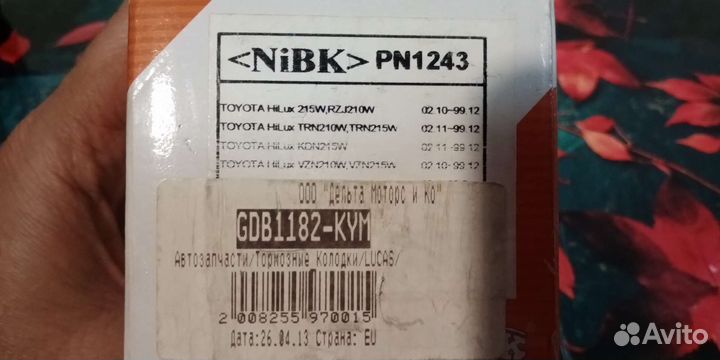 <NiBK> PN1243
TOYOTA HiLux 215W,RZJ210W 02.10-99.12
TOYOTA HiLux TRN210W,TRN215W 02.11-99.12
TOYOTA HiLux KDN215W 02.11-99.12
TOYOTA HiLux VZN210W,VZN215W 02.10-99.12
ООО "Дельта Моторс и Ко"
GDB1182-KYM
Автозапчасти/Тормозные Колодки/LUCAS/
2 008255 970015
Дата:26.04.13 Страна: EU
Avito